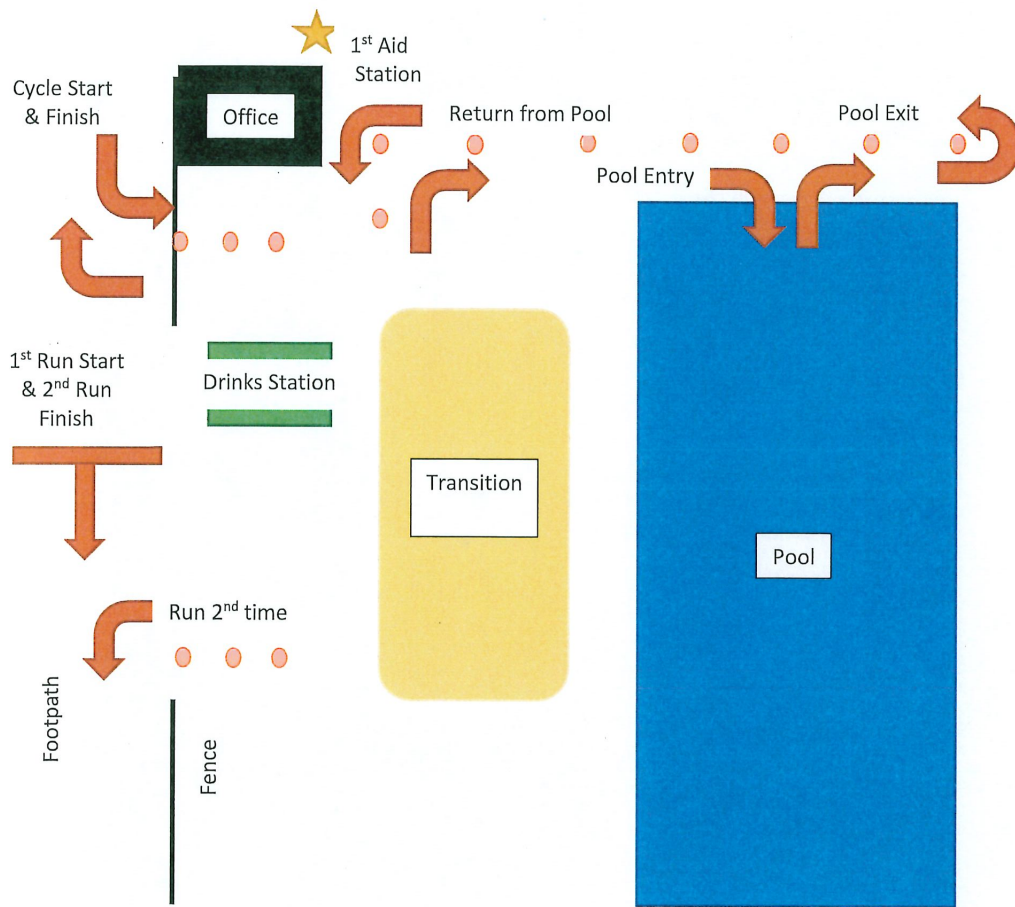 1st Aid
Station
Cycle Start
& Finish
Office
Return from Pool
Pool Exit
Pool Entry
1st Run Start
& 2nd Run
Finish
Drinks Station
Transition
Pool
Run 2nd time
Footpath
Fence